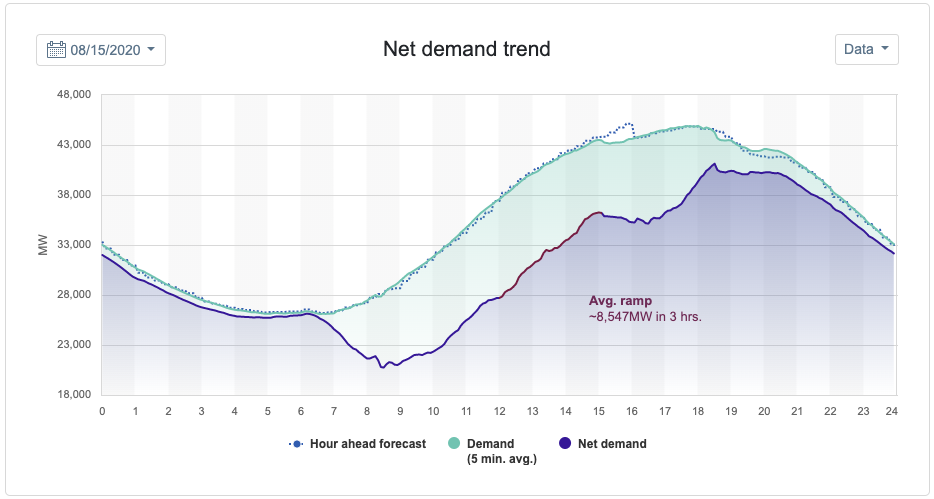 08/15/2020
Net demand trend
Data
48,000
43,000
38,000
33,000
28,000
23,000
18,000
MW
Avg. ramp
~8,547MW in 3 hrs.
0 1 2 3 4 5 6 7 8 9 10 11 12 13 14 15 16 17 18 19 20 21 22 23 24
Hour ahead forecast
Demand
(5 min. avg.)
Net demand